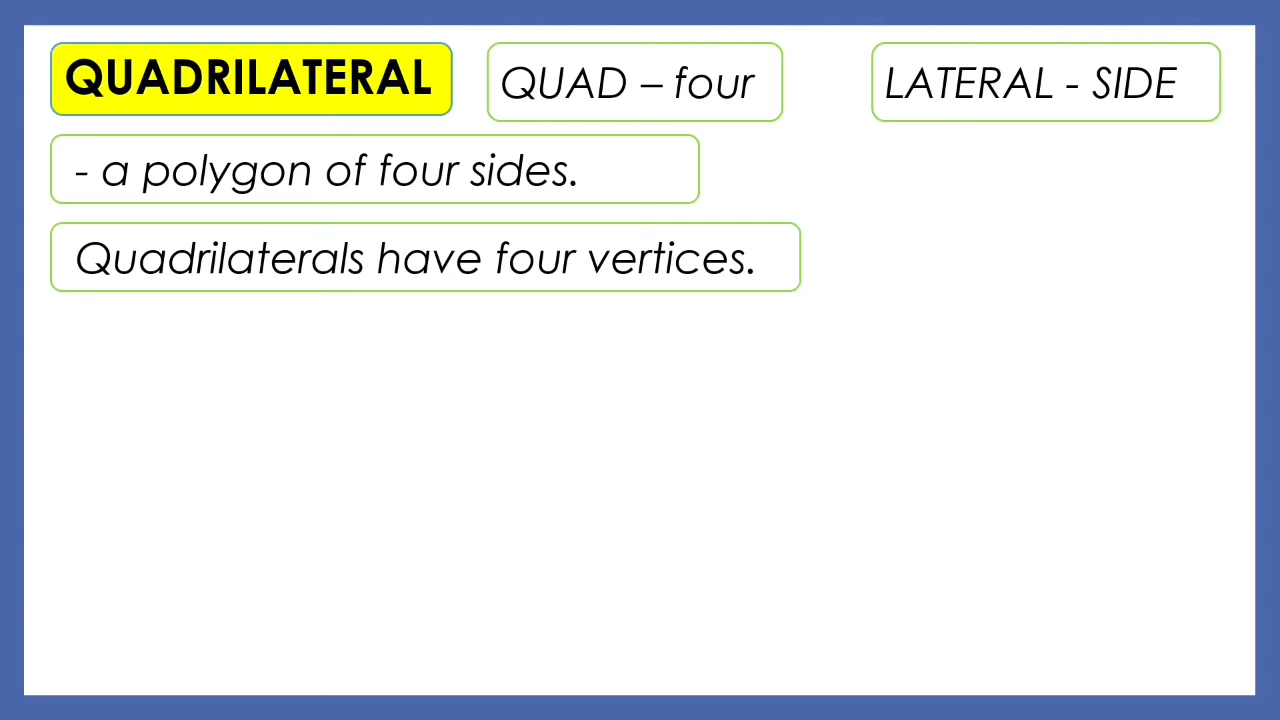 QUADRILATERAL
QUAD – four
LATERAL - SIDE
- a polygon of four sides.
Quadrilaterals have four vertices.